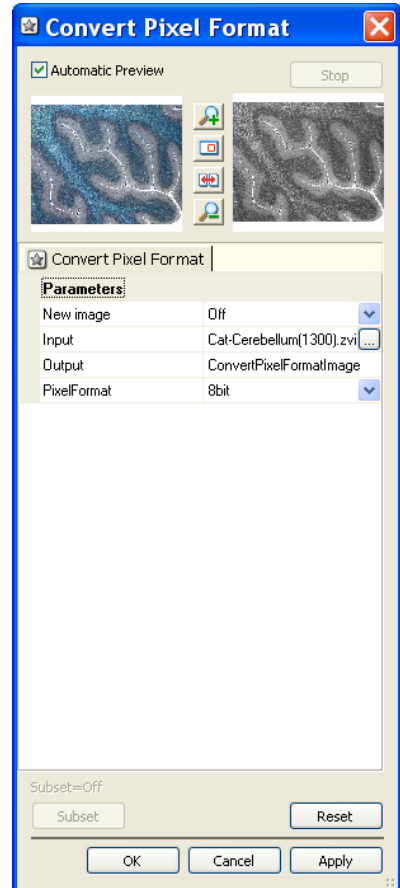 Convert Pixel Format
Automatic Preview
Stop
Convert Pixel Format
Parameters
New image Off
Input Cat-Cerebellum(1300).zvi ...
Output ConvertPixelFormatImage
PixelFormat 8bit
Subset=Off
Subset Reset
OK Cancel Apply